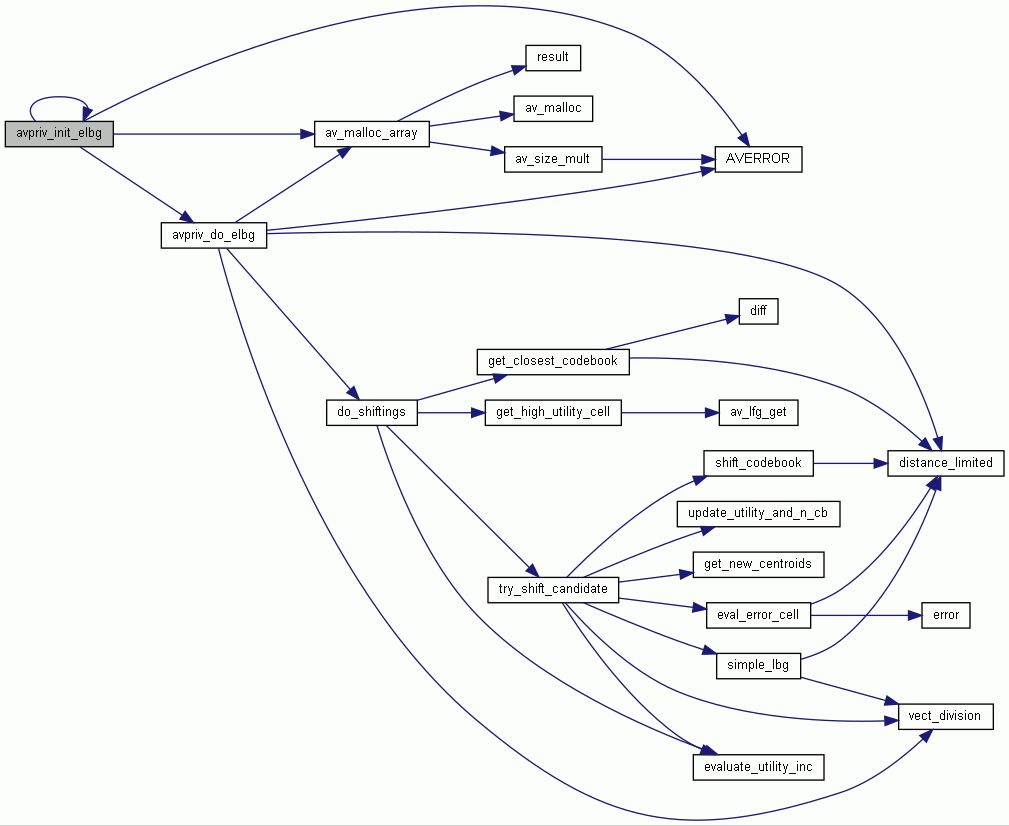 result
av_malloc
avpriv_init_elbg
av_malloc_array
av_size_mult
AVERROR
avpriv_do_elbg
diff
get_closest_codebook
do_shiftings
get_high_utility_cell
av_lfg_get
shift_codebook
distance_limited
update_utility_and_n_cb
get_new_centroids
try_shift_candidate
eval_error_cell
error
simple_lbg
vect_division
evaluate_utility_inc